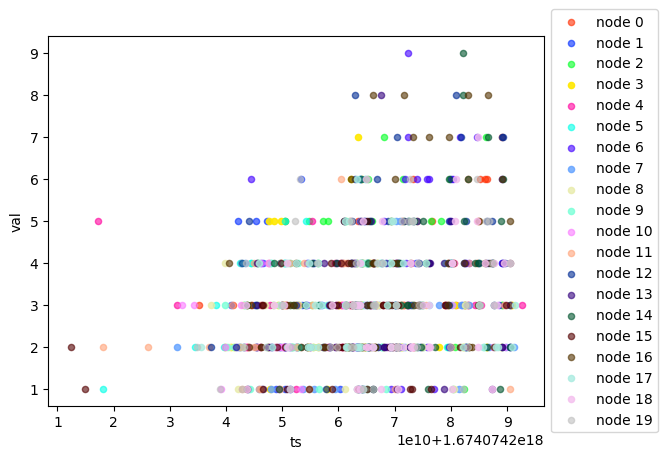 9
8
7
6
5
4
3
2
1
val
1 2 3 4 5 6 7 8 9
ts
1e10+1.6740742e18
node 0
node 1
node 2
node 3
node 4
node 5
node 6
node 7
node 8
node 9
node 10
node 11
node 12
node 13
node 14
node 15
node 16
node 17
node 18
node 19